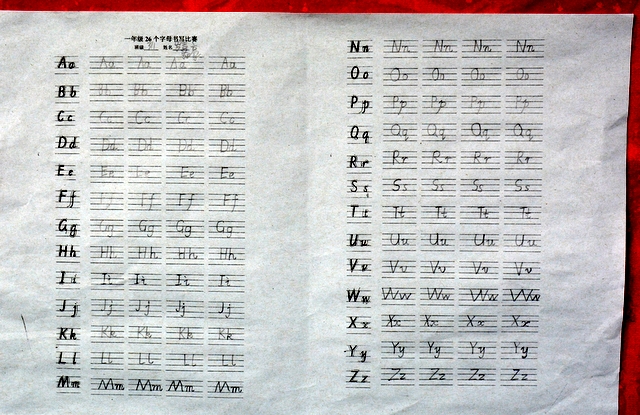 一年级 26 个字母书写比赛
班级 姓名
Aa Aa Aa Aa Aa
Bb Bb Bb Bb Bb
Cc Cc Cc Cc Cc
Dd Dd Dd Dd Dd
Ee Ee Ee Ee Ee
Ff Ff Ff Ff Ff
Gg Gg Gg Gg Gg
Hh Hh Hh Hh Hh
Ii Ii Ii Ii Ii
Jj Jj Jj Jj Jj
Kk Kk Kk Kk Kk
Ll Ll Ll Ll Ll
Mm Mm Mm Mm Mm
Nn Nn Nn Nn Nn
Oo Oo Oo Oo Oo
Pp Pp Pp Pp Pp
Qq Qq Qq Qq Qq
Rr Rr Rr Rr Rr
Ss Ss Ss Ss Ss
Tt Tt Tt Tt Tt
Uu Uu Uu Uu Uu
Vv Vv Vv Vv Vv
Ww Ww Ww Ww Ww
Xx Xx Xx Xx Xx
Yy Yy Yy Yy Yy
Zz Zz Zz Zz Zz